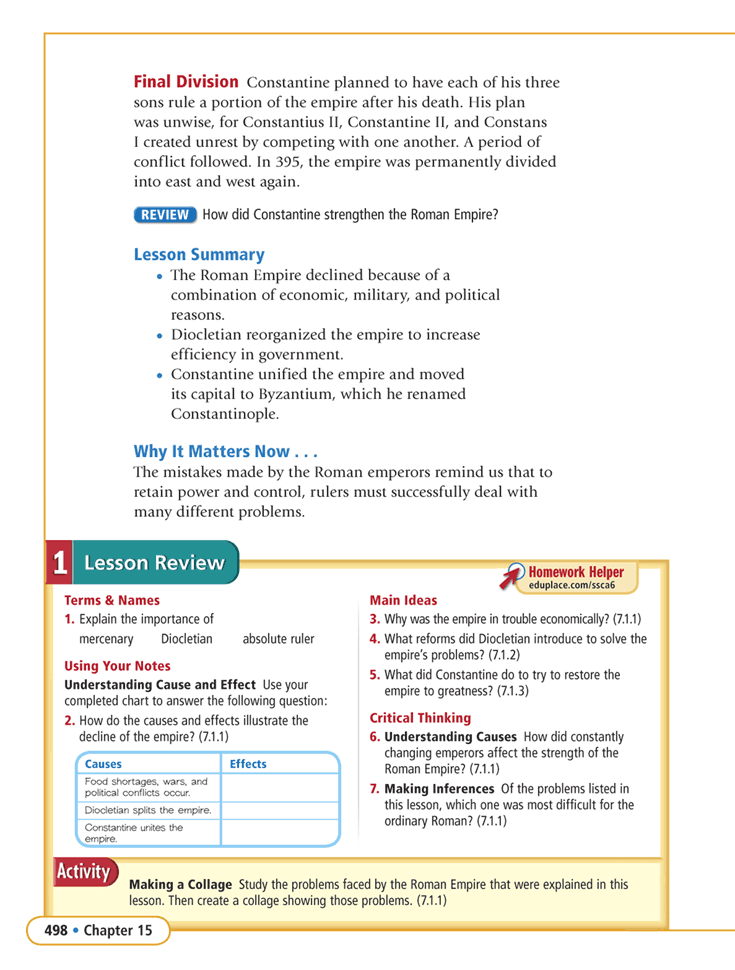 Final Division Constantine planned to have each of his three
sons rule a portion of the empire after his death. His plan
was unwise, for Constantius II, Constantine II, and Constans
I created unrest by competing with one another. A period of
conflict followed. In 395, the empire was permanently divided
into east and west again.
REVIEW How did Constantine strengthen the Roman Empire?
Lesson Summary
• The Roman Empire declined because of a
combination of economic, military, and political
reasons.
• Diocletian reorganized the empire to increase
efficiency in government.
• Constantine unified the empire and moved
its capital to Byzantium, which he renamed
Constantinople.
Why It Matters Now . . .
The mistakes made by the Roman emperors remind us that to
retain power and control, rulers must successfully deal with
many different problems.
1 Lesson Review
Homework Helper
eduplace.com/ssca6
Terms & Names
1. Explain the importance of
mercenary Diocletian absolute ruler
Using Your Notes
Understanding Cause and Effect Use your
completed chart to answer the following question:
2. How do the causes and effects illustrate the
decline of the empire? (7.1.1)
Causes Effects
Food shortages, wars, and
political conflicts occur.
Diocletian splits the empire.
Constantine unites the
empire.
Main Ideas
3. Why was the empire in trouble economically? (7.1.1)
4. What reforms did Diocletian introduce to solve the
empire's problems? (7.1.2)
5. What did Constantine do to try to restore the
empire to greatness? (7.1.3)
Critical Thinking
6. Understanding Causes How did constantly
changing emperors affect the strength of the
Roman Empire? (7.1.1)
7. Making Inferences Of the problems listed in
this lesson, which one was most difficult for the
ordinary Roman? (7.1.1)
Activity
Making a Collage Study the problems faced by the Roman Empire that were explained in this
lesson. Then create a collage showing those problems. (7.1.1)
498 • Chapter 15